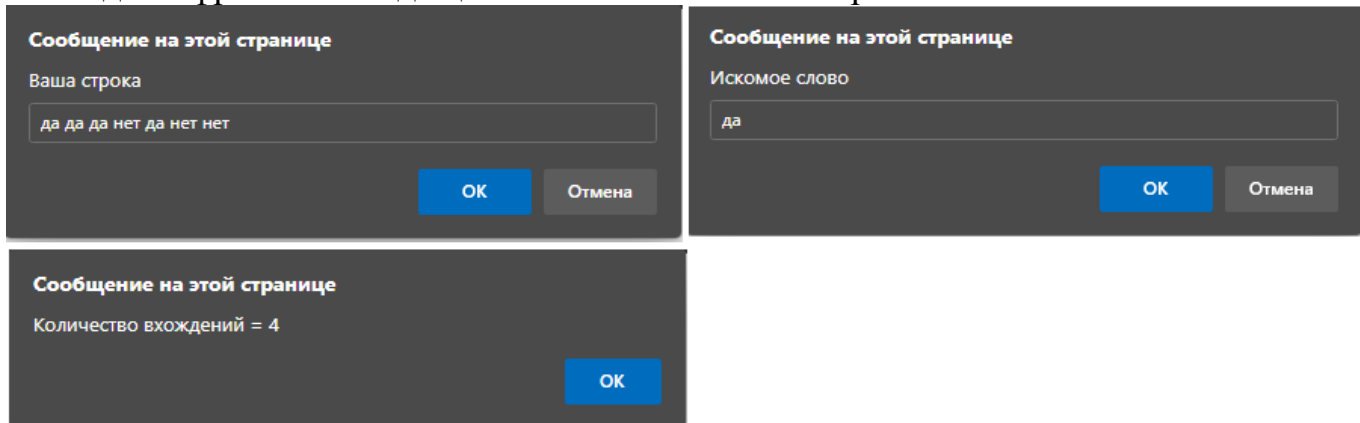 Сообщение на этой странице
Ваша строка
да да да нет да нет нет
ОК Отмена
Сообщение на этой странице
Искомое слово
да
ОК Отмена
Сообщение на этой странице
Количество вхождений = 4
ОК